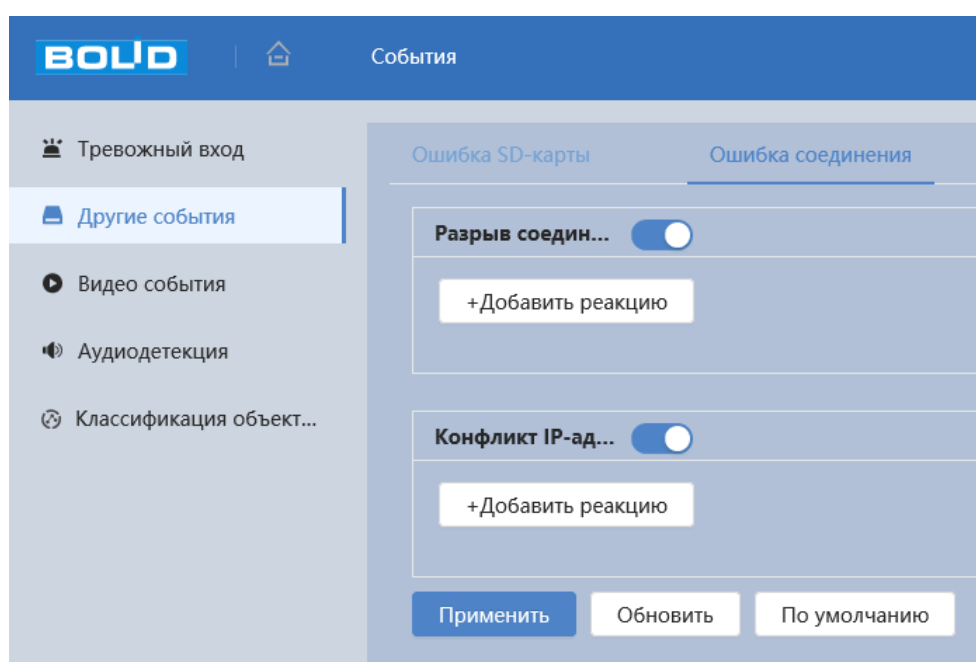 BOLID
События
Тревожный вход
Другие события
Видео события
Аудиодетекция
Классификация объект...
Ошибка SD-карты
Ошибка соединения
Разрыв соедин...
+Добавить реакцию
Конфликт IP-ад...
+Добавить реакцию
Применить
Обновить
По умолчанию